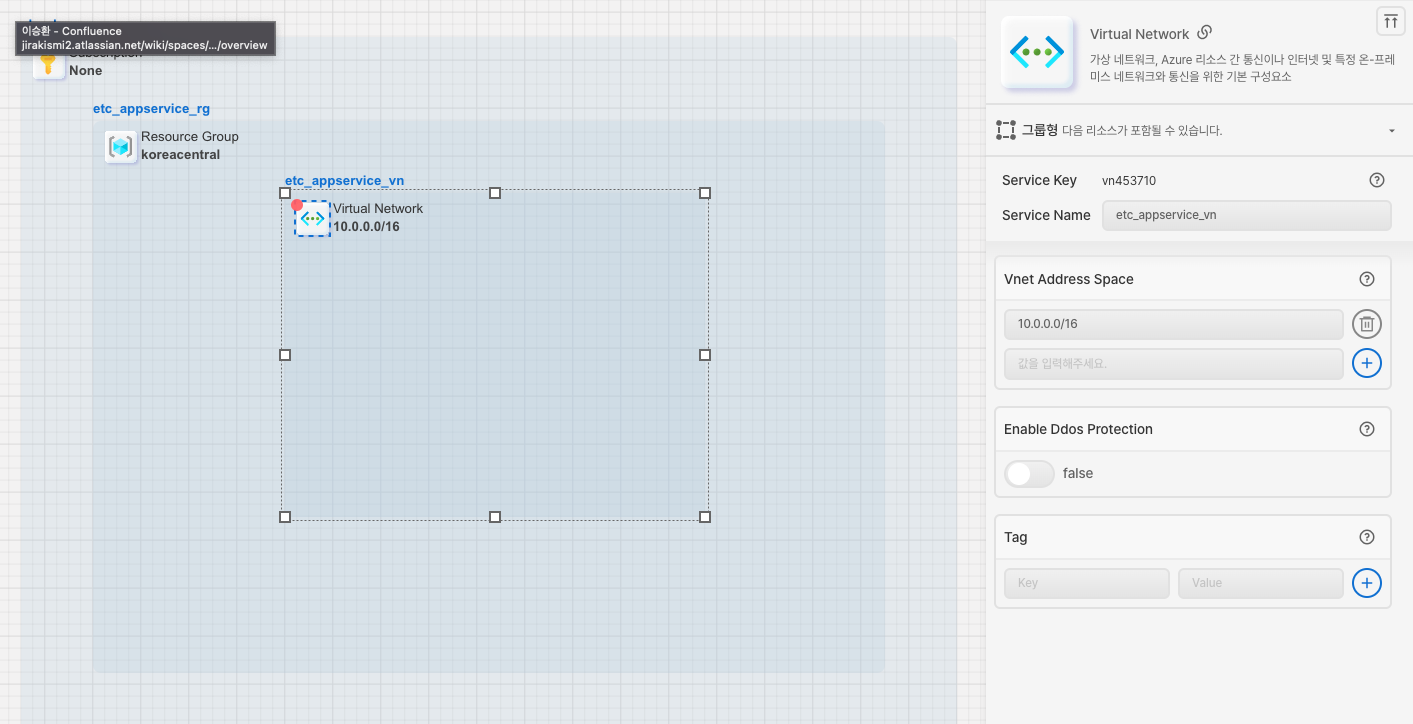 이승환 - Confluence
jirakismi2.atlassian.net/wiki/spaces/.../overview
Subscription
None
etc_appservice_rg
Resource Group
koreacentral
etc_appservice_vn
Virtual Network
10.0.0.0/16
Virtual Network
가상 네트워크, Azure 리소스 간 통신이나 인터넷 및 특정 온-프레
미스 네트워크와 통신을 위한 기본 구성요소
그룹형 다음 리소스가 포함될 수 있습니다.
Service Key vn453710
Service Name etc_appservice_vn
Vnet Address Space
10.0.0.0/16
값을 입력해주세요.
Enable Ddos Protection
false
Tag
Key Value